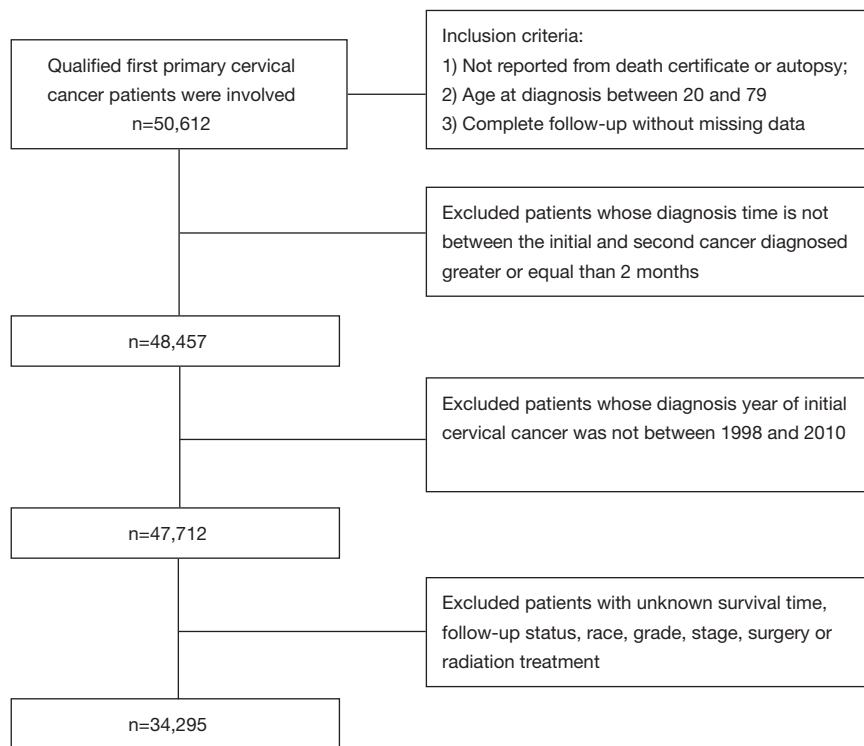 Qualified first primary cervical
cancer patients were involved
n=50,612
Inclusion criteria:
1) Not reported from death certificate or autopsy;
2) Age at diagnosis between 20 and 79
3) Complete follow-up without missing data
Excluded patients whose diagnosis time is not
between the initial and second cancer diagnosed
greater or equal than 2 months
n=48,457
Excluded patients whose diagnosis year of initial
cervical cancer was not between 1998 and 2010
n=47,712
Excluded patients with unknown survival time,
follow-up status, race, grade, stage, surgery or
radiation treatment
n=34,295